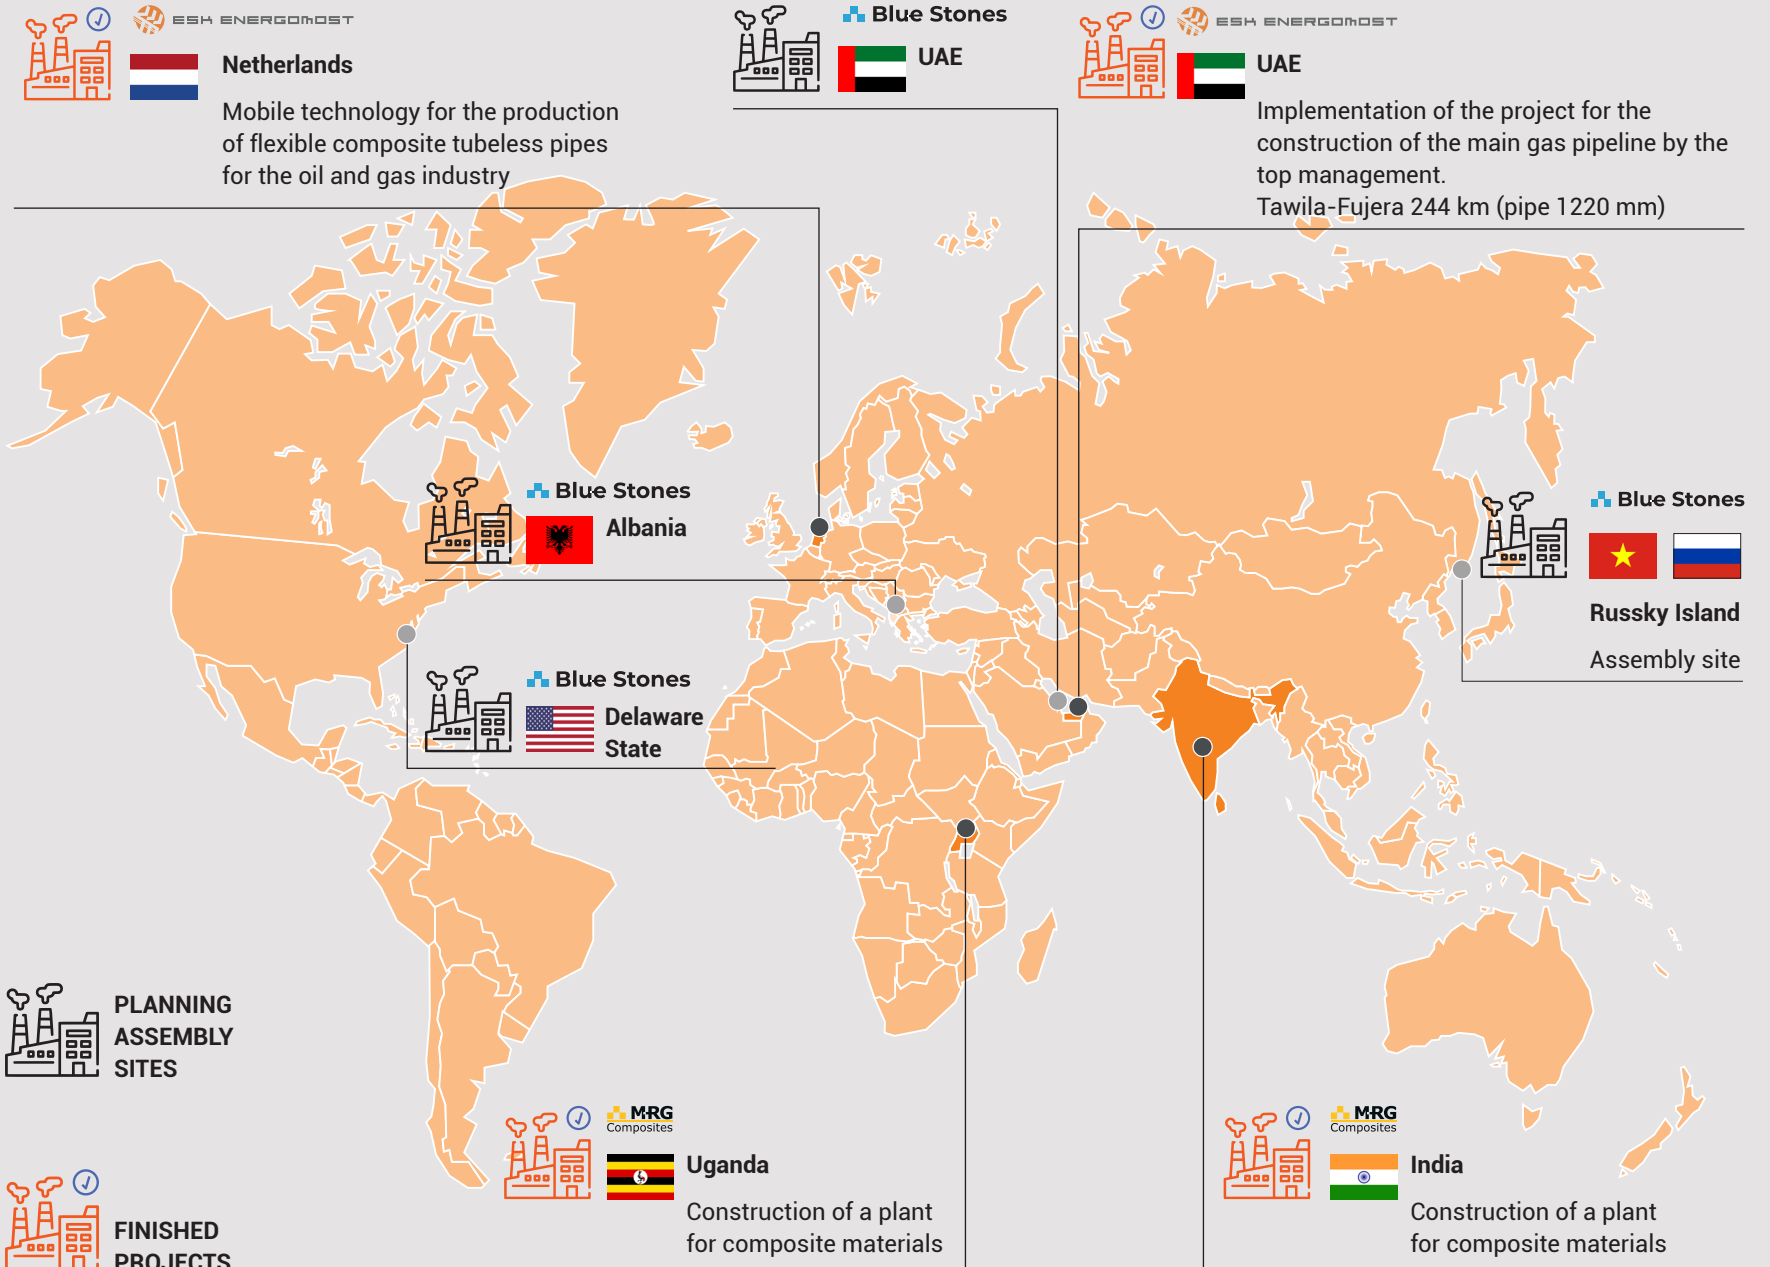 ESK ENERGOMOST
Netherlands
Mobile technology for the production
of flexible composite tubeless pipes
for the oil and gas industry
Blue Stones
UAE
ESK ENERGOMOST
UAE
Implementation of the project for the
construction of the main gas pipeline by the
top management.
Tawila-Fujera 244 km (pipe 1220 mm)
Blue Stones
Albania
Blue Stones
Russky Island
Assembly site
Blue Stones
Delaware
State
PLANNING
ASSEMBLY
SITES
M·RG
Composites
Uganda
Construction of a plant
for composite materials
M·RG
Composites
India
Construction of a plant
for composite materials
FINISHED
PROJECTS